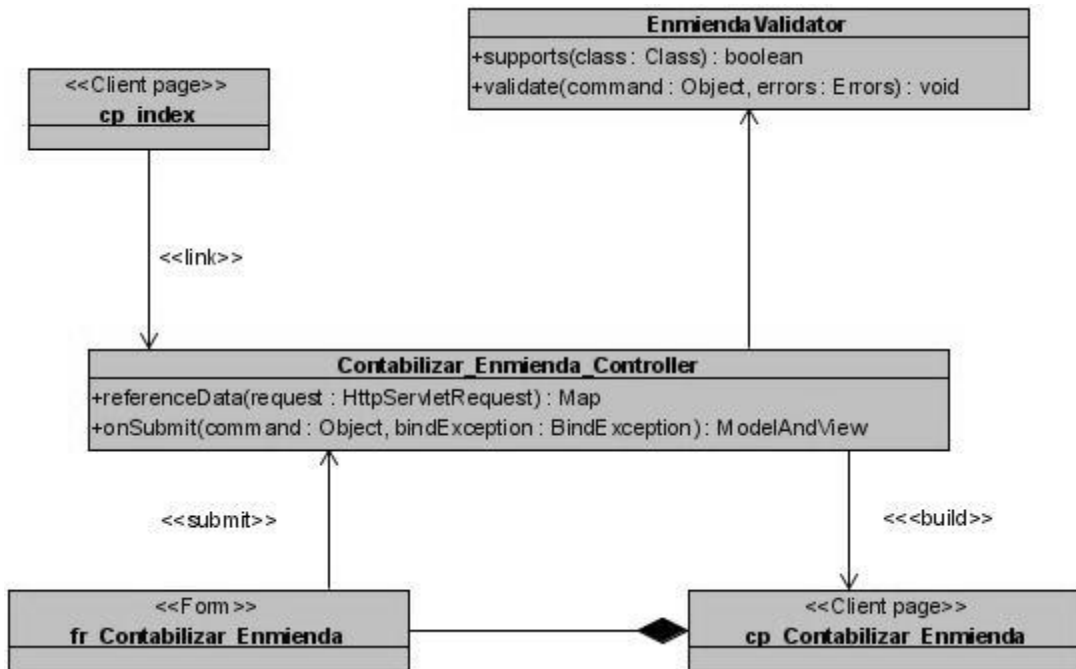 EnmiendaValidator
+supports(class : Class) : boolean
+validate(command : Object, errors : Errors) : void
<<Client page>>
cp_index
<<link>>
Contabilizar_Enmienda_Controller
+referenceData(request : HttpServletRequest) : Map
+onSubmit(command : Object, bindException : BindException) : ModelAndView
<<submit>>
<<<build>>
<<Form>>
fr_Contabilizar_Enmienda
<<Client page>>
cp_Contabilizar_Enmienda